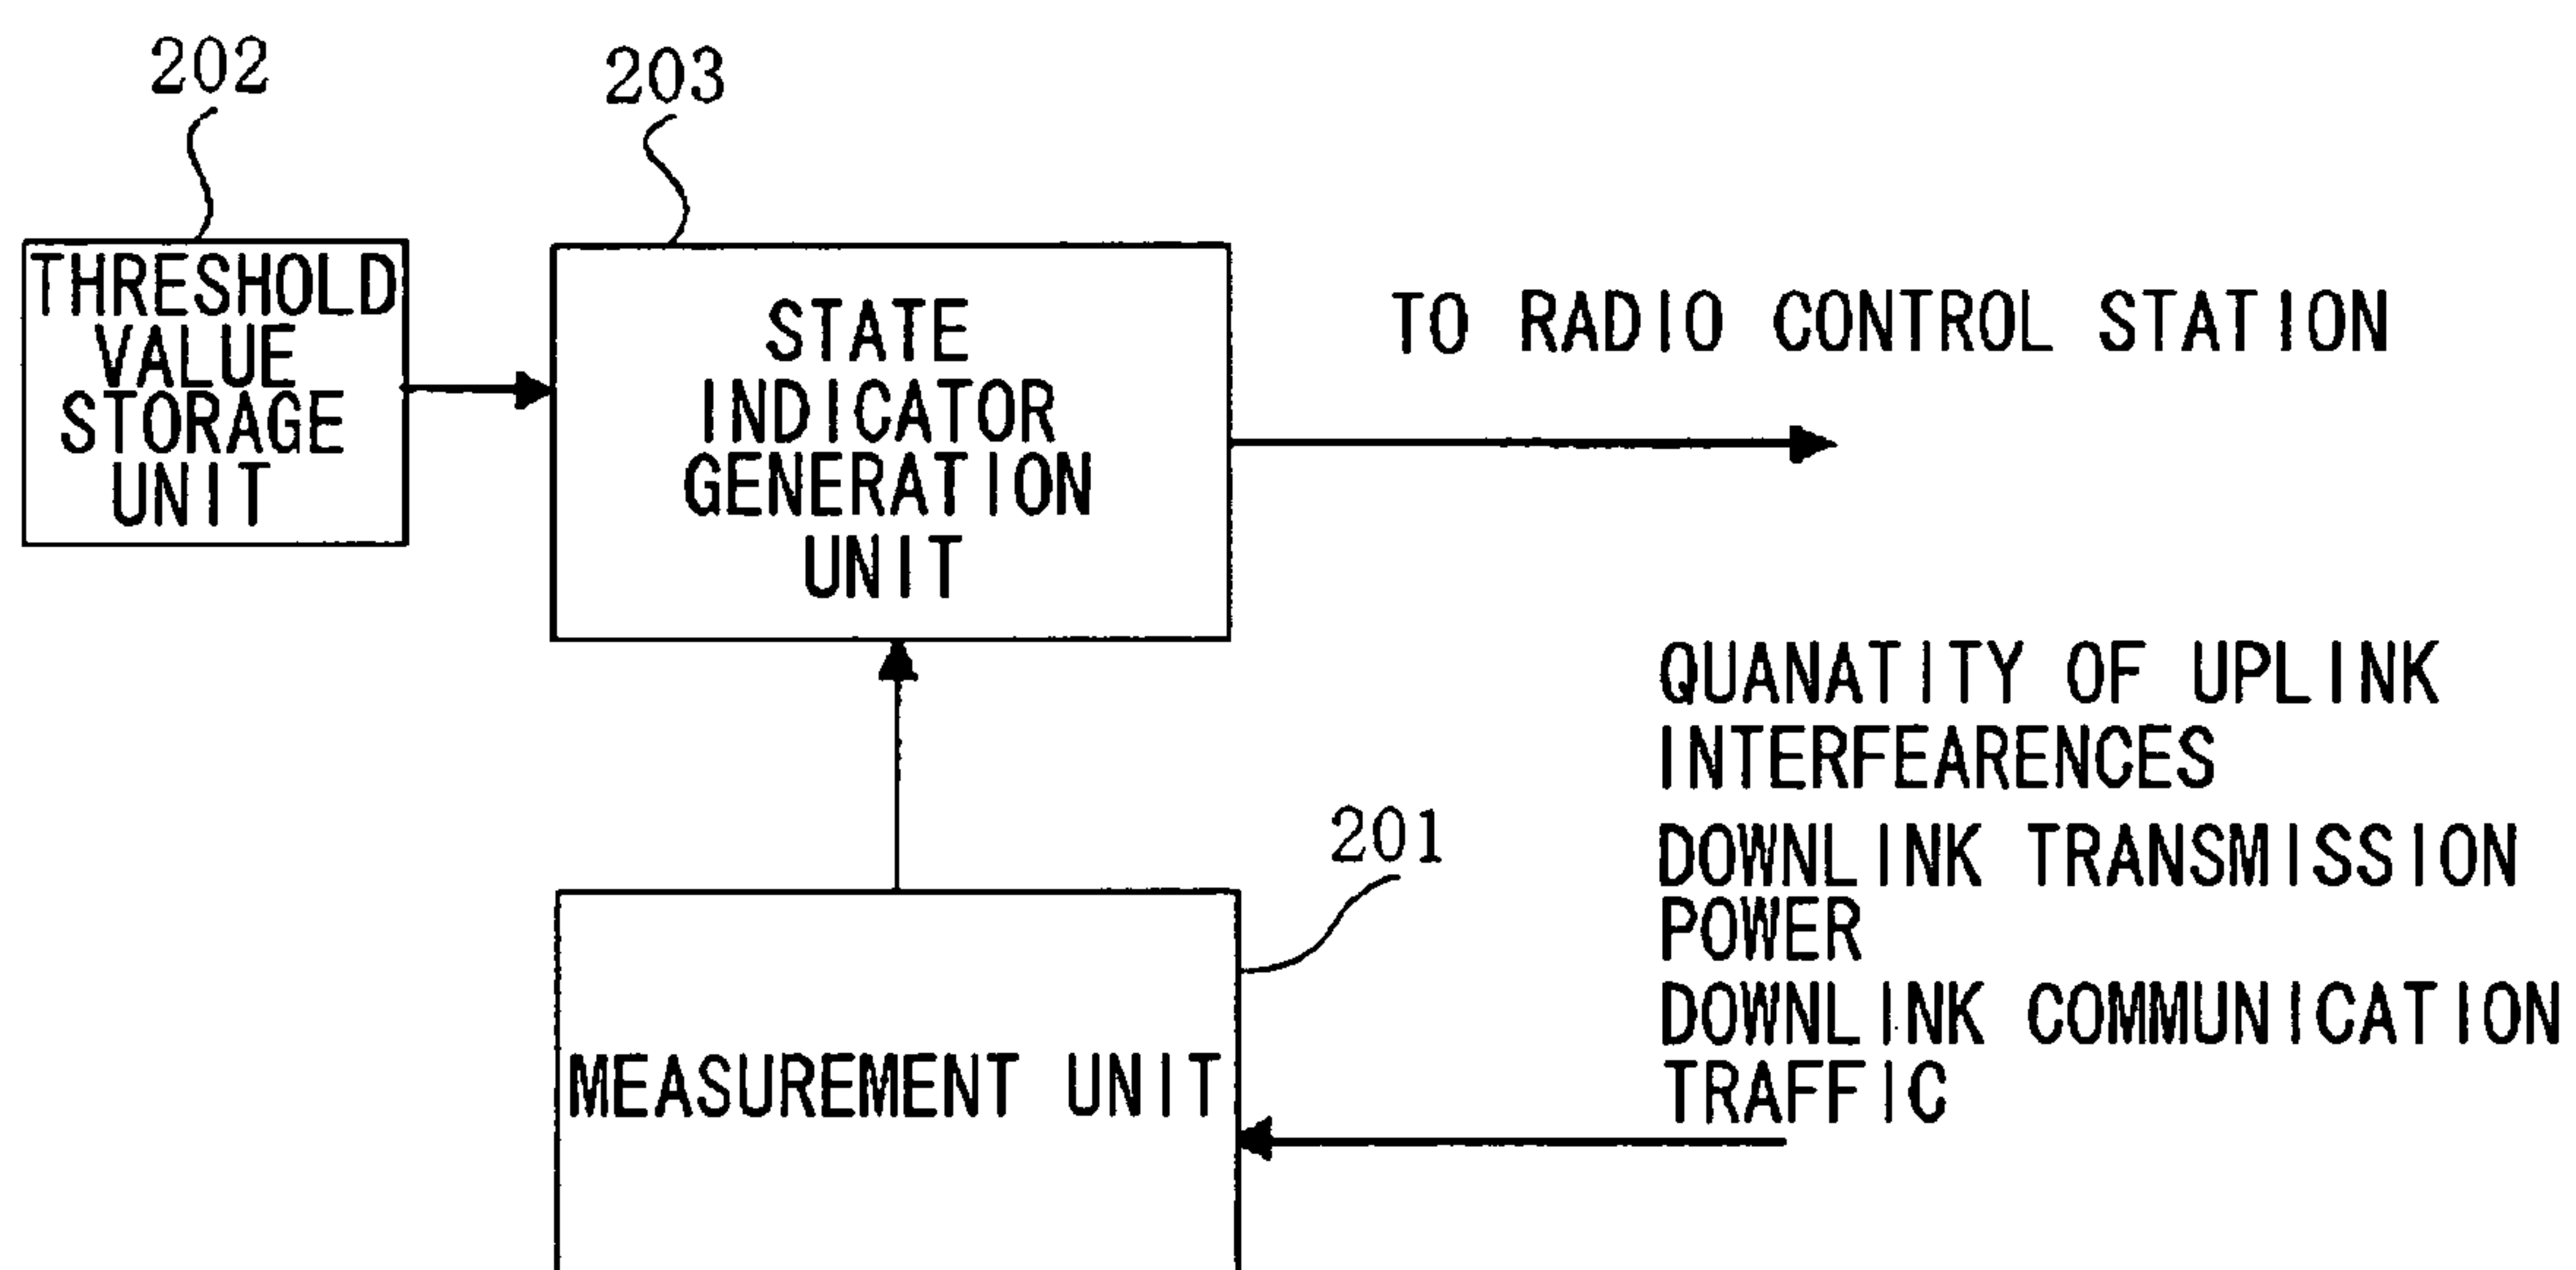 202
203
THRESHOLD
VALUE
STORAGE
UNIT
STATE
INDICATOR
GENERATION
UNIT
TO RADIO CONTROL STATION
QUANATITY OF UPLINK
INTERFEARENCES
DOWNLINK TRANSMISSION
POWER
DOWNLINK COMMUNICATION
TRAFFIC
201
MEASUREMENT UNIT